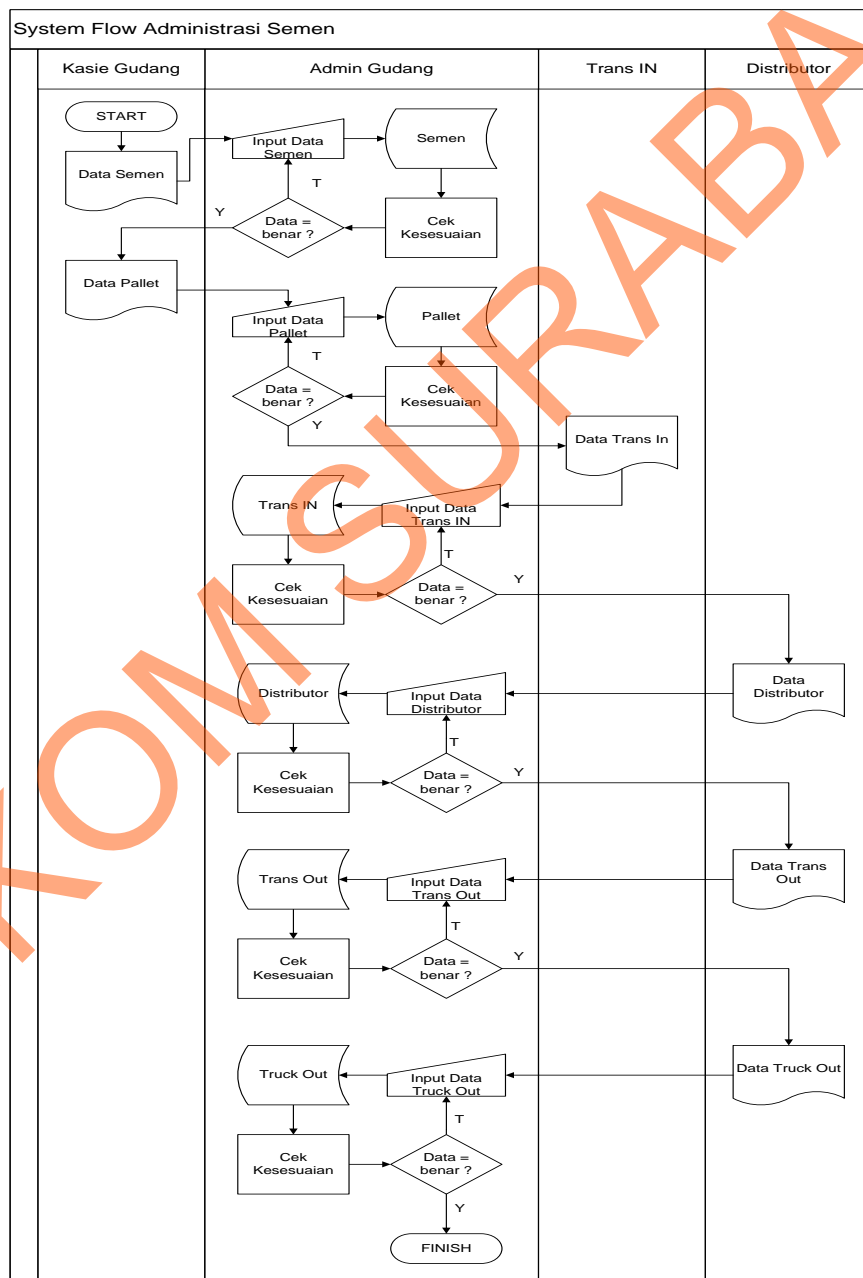 System Flow Administrasi Semen
Kasie Gudang
Admin Gudang
Trans IN
Distributor
START
Data Semen
Input Data
Semen
Semen
T
Y
Data =
benar ?
Cek
Kesesuaian
Data Pallet
Input Data
Pallet
Pallet
T
Data =
benar ?
Cek
Kesesuaian
Y
Data Trans In
Trans IN
Input Data
Trans IN
T
Cek
Kesesuaian
Data =
benar ?
Y
Distributor
Input Data
Distributor
Data
Distributor
T
Cek
Kesesuaian
Data =
benar ?
Y
Trans Out
Input Data
Trans Out
Data Trans
Out
T
Cek
Kesesuaian
Data =
benar ?
Y
Truck Out
Input Data
Truck Out
Data Truck Out
T
Cek
Kesesuaian
Data =
benar ?
Y
FINISH
KOM SURABA